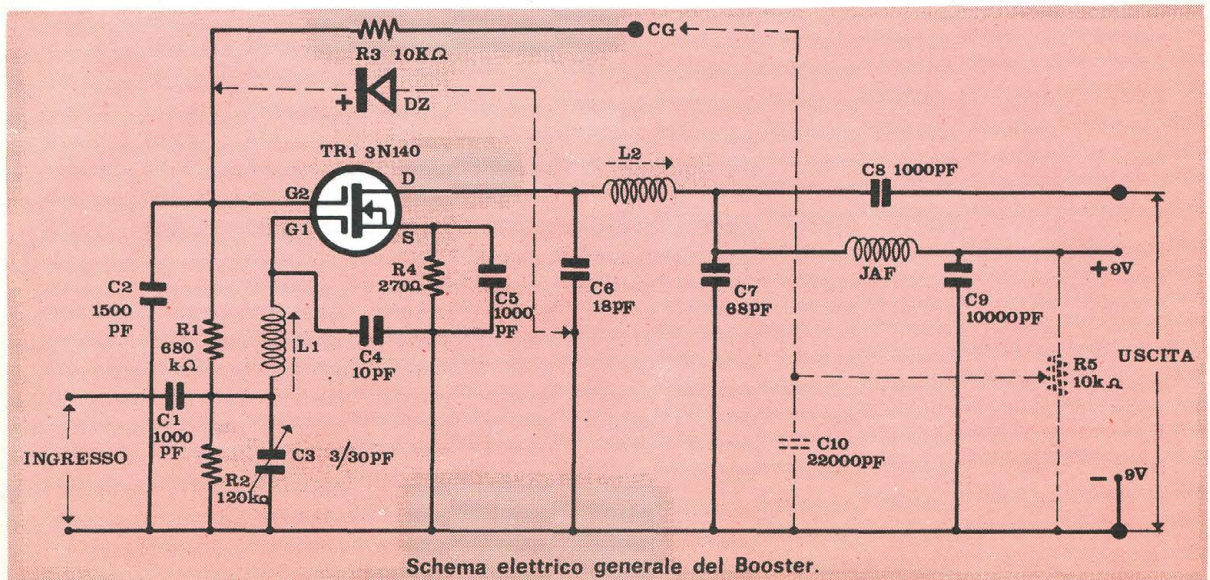 CG
R3 10KΩ
+ DZ
TR1 3N140
G2
G1
D
S
L2
C8 1000PF
C2
1500
PF
R1
680
kΩ
L1
C4
10PF
R4
270Ω
C5
1000
PF
C6
18PF
C7
68PF
JAF
C9
10000PF
+ 9V
R5
10kΩ
USCITA
INGRESSO
C1
1000
PF
R2
120kΩ
C3 3/30PF
C10
22000PF
- 9V
Schema elettrico generale del Booster.